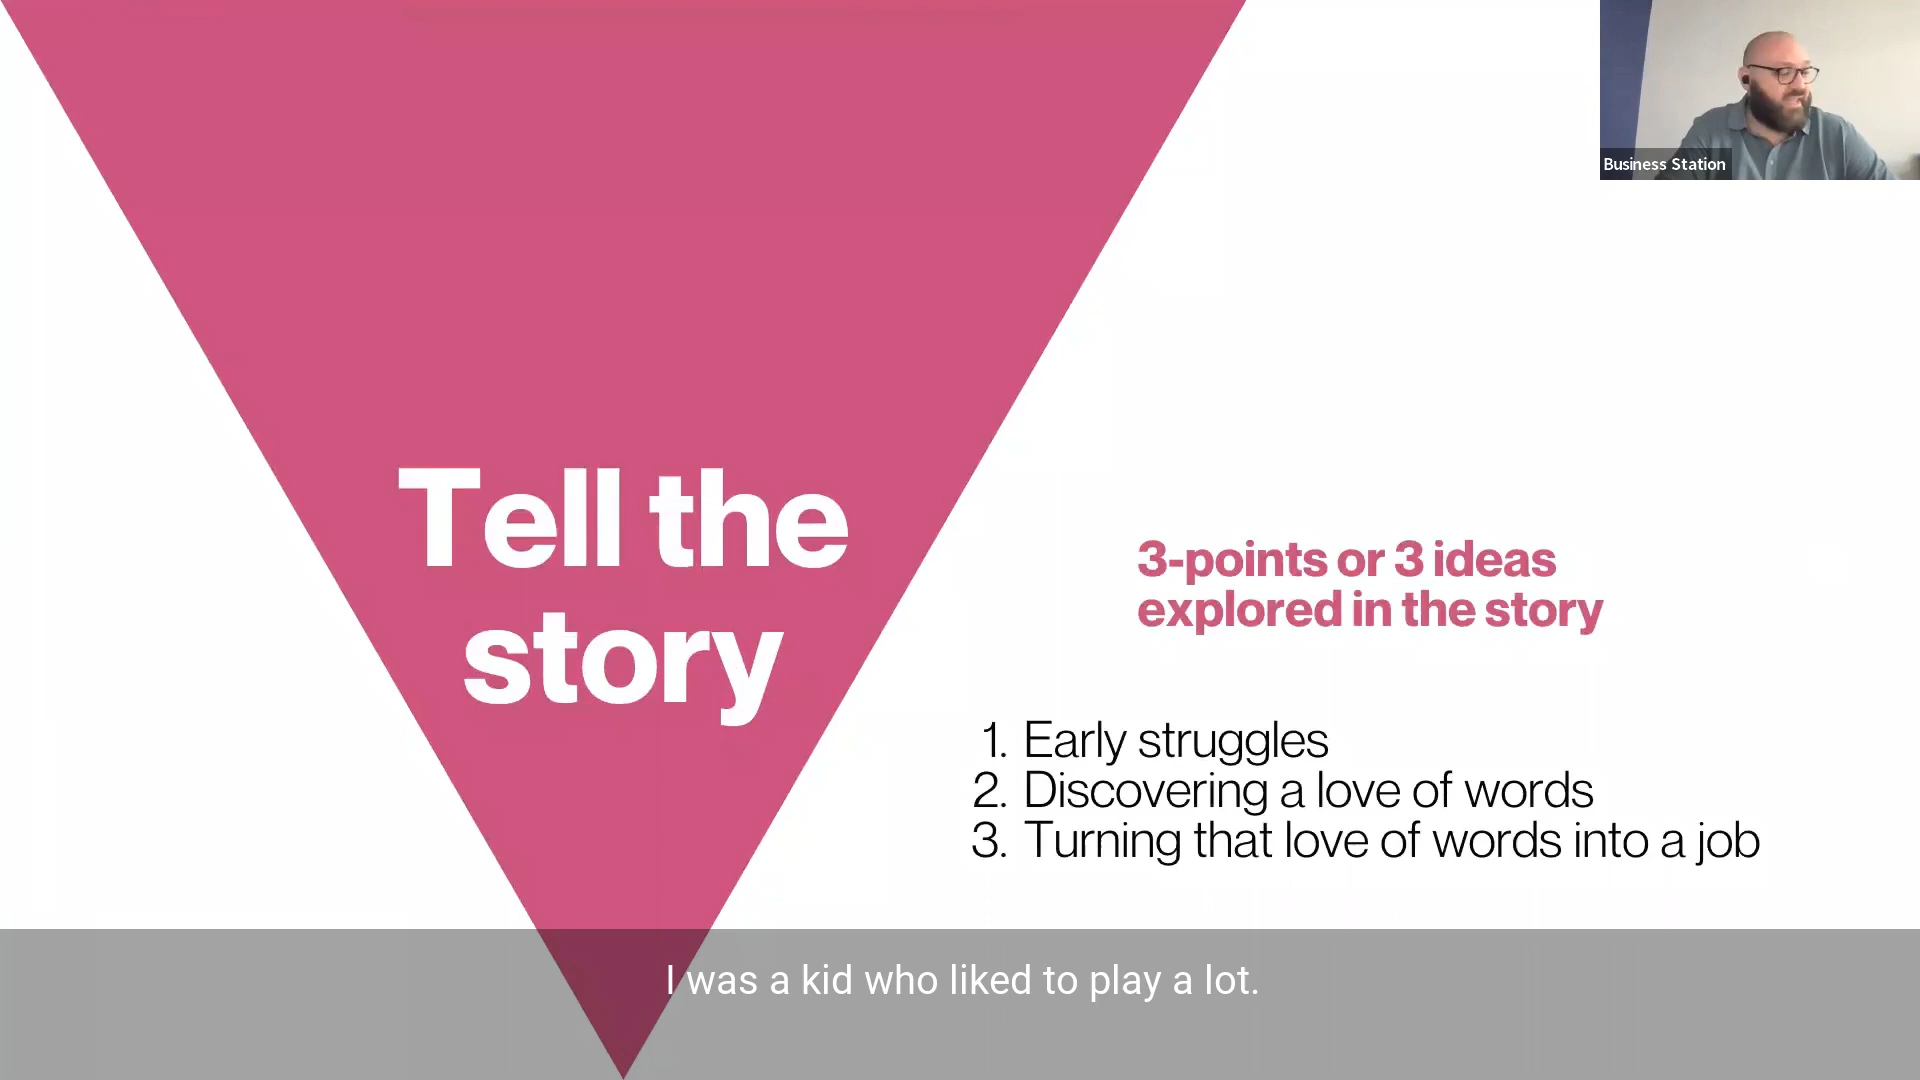 Business Station
Tell the
story
3-points or 3 ideas
explored in the story
1. Early struggles
2. Discovering a love of words
3. Turning that love of words into a job
I was a kid who liked to play a lot.